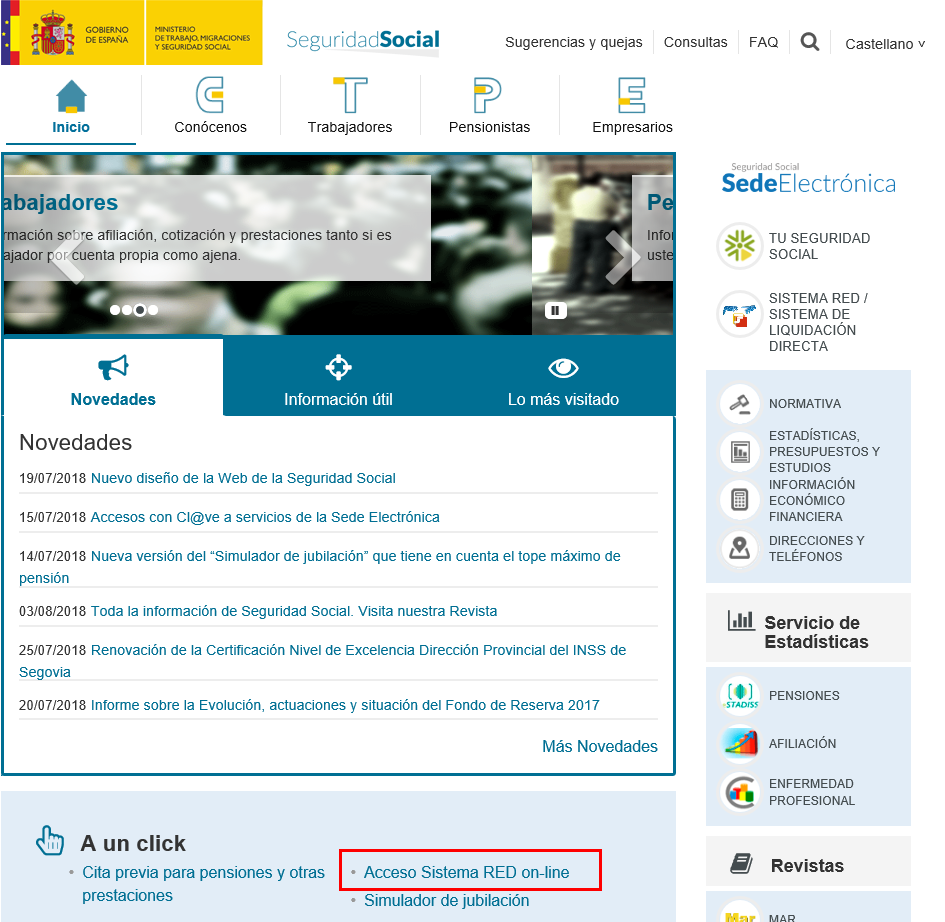 GOBIERNO
DE ESPAÑA
MINISTERIO
DE TRABAJO, MIGRACIONES
Y SEGURIDAD SOCIAL
SeguridadSocial
Sugerencias y quejas
Consultas
FAQ
Castellano
Inicio
Conócenos
Trabajadores
Pensionistas
Empresarios
abajadores
rmación sobre afiliación, cotización y prestaciones tanto si es
ajador por cuenta propia como ajena.
Pe
Infor
uste
Seguridad Social
SedeElectrónica
TU SEGURIDAD
SOCIAL
SISTEMA RED /
SISTEMA DE
LIQUIDACIÓN
DIRECTA
Novedades
Información útil
Lo más visitado
Novedades
19/07/2018 Nuevo diseño de la Web de la Seguridad Social
15/07/2018 Accesos con Cl@ve a servicios de la Sede Electrónica
14/07/2018 Nueva versión del “Simulador de jubilación” que tiene en cuenta el tope máximo de
pensión
03/08/2018 Toda la información de Seguridad Social. Visita nuestra Revista
25/07/2018 Renovación de la Certificación Nivel de Excelencia Dirección Provincial del INSS de
Segovia
20/07/2018 Informe sobre la Evolución, actuaciones y situación del Fondo de Reserva 2017
Más Novedades
NORMATIVA
ESTADÍSTICAS,
PRESUPUESTOS Y
ESTUDIOS
INFORMACIÓN
ECONÓMICO
FINANCIERA
DIRECCIONES Y
TELÉFONOS
Servicio de
Estadísticas
eSTADISS
PENSIONES
AFILIACIÓN
ENFERMEDAD
PROFESIONAL
Revistas
Mar
MAR
A un click
Cita previa para pensiones y otras
prestaciones
Acceso Sistema RED on-line
Simulador de jubilación